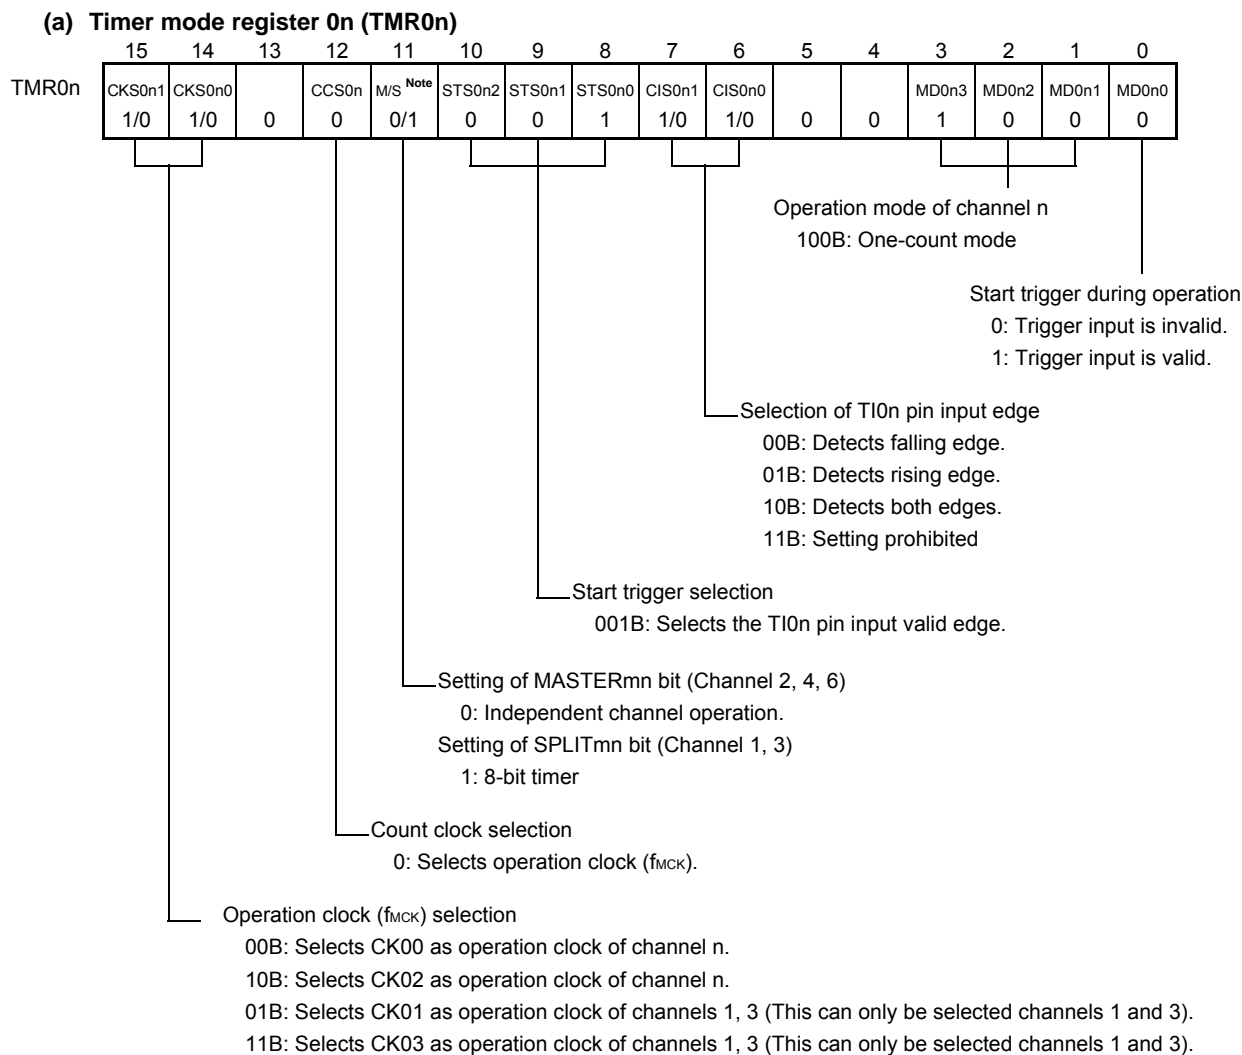 (a) Timer mode register 0n (TMR0n)
15 14 13 12 11 10 9 8 7 6 5 4 3 2 1 0
TMR0n
CKS0n1 CKS0n0 CCS0n M/S Note STS0n2 STS0n1 STS0n0 CIS0n1 CIS0n0 MD0n3 MD0n2 MD0n1 MD0n0
1/0 1/0 0 0 0/1 0 0 1 1/0 1/0 0 0 1 0 0 0
Operation mode of channel n
100B: One-count mode
Start trigger during operation
0: Trigger input is invalid.
1: Trigger input is valid.
Selection of TI0n pin input edge
00B: Detects falling edge.
01B: Detects rising edge.
10B: Detects both edges.
11B: Setting prohibited
Start trigger selection
001B: Selects the TI0n pin input valid edge.
Setting of MASTERmn bit (Channel 2, 4, 6)
0: Independent channel operation.
Setting of SPLITmn bit (Channel 1, 3)
1: 8-bit timer
Count clock selection
0: Selects operation clock (fMCK).
Operation clock (fMCK) selection
00B: Selects CK00 as operation clock of channel n.
10B: Selects CK02 as operation clock of channel n.
01B: Selects CK01 as operation clock of channels 1, 3 (This can only be selected channels 1 and 3).
11B: Selects CK03 as operation clock of channels 1, 3 (This can only be selected channels 1 and 3).